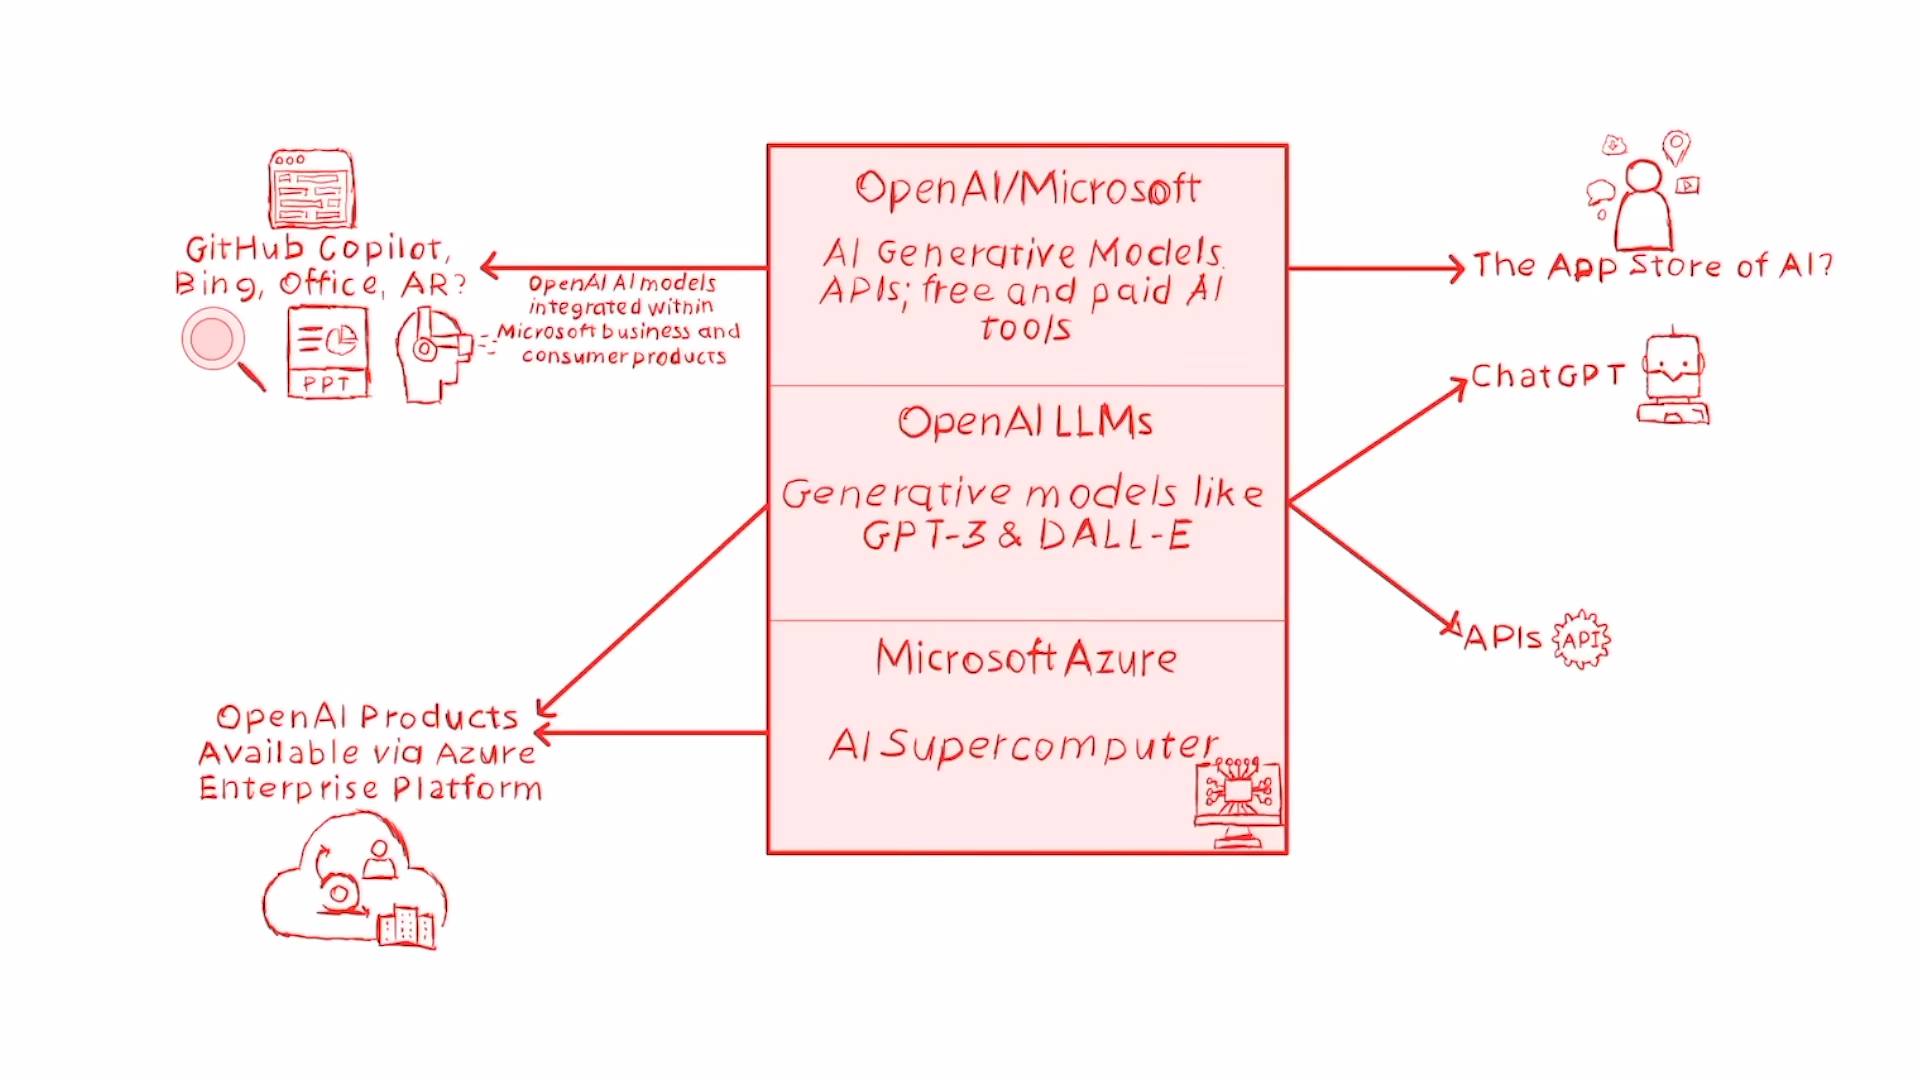 OpenAI/Microsoft
AI Generative Models
APIs; free and paid AI
tools
OpenAI LLMs
Generative models like
GPT-3 & DALL-E
Microsoft Azure
AI Supercomputer
GitHub Copilot,
Bing, Office, AR?
PPT
OpenAI AI models
integrated within
Microsoft business and
consumer products
OpenAI Products
Available via Azure
Enterprise Platform
The App Store of AI?
ChatGPT
APIs
API